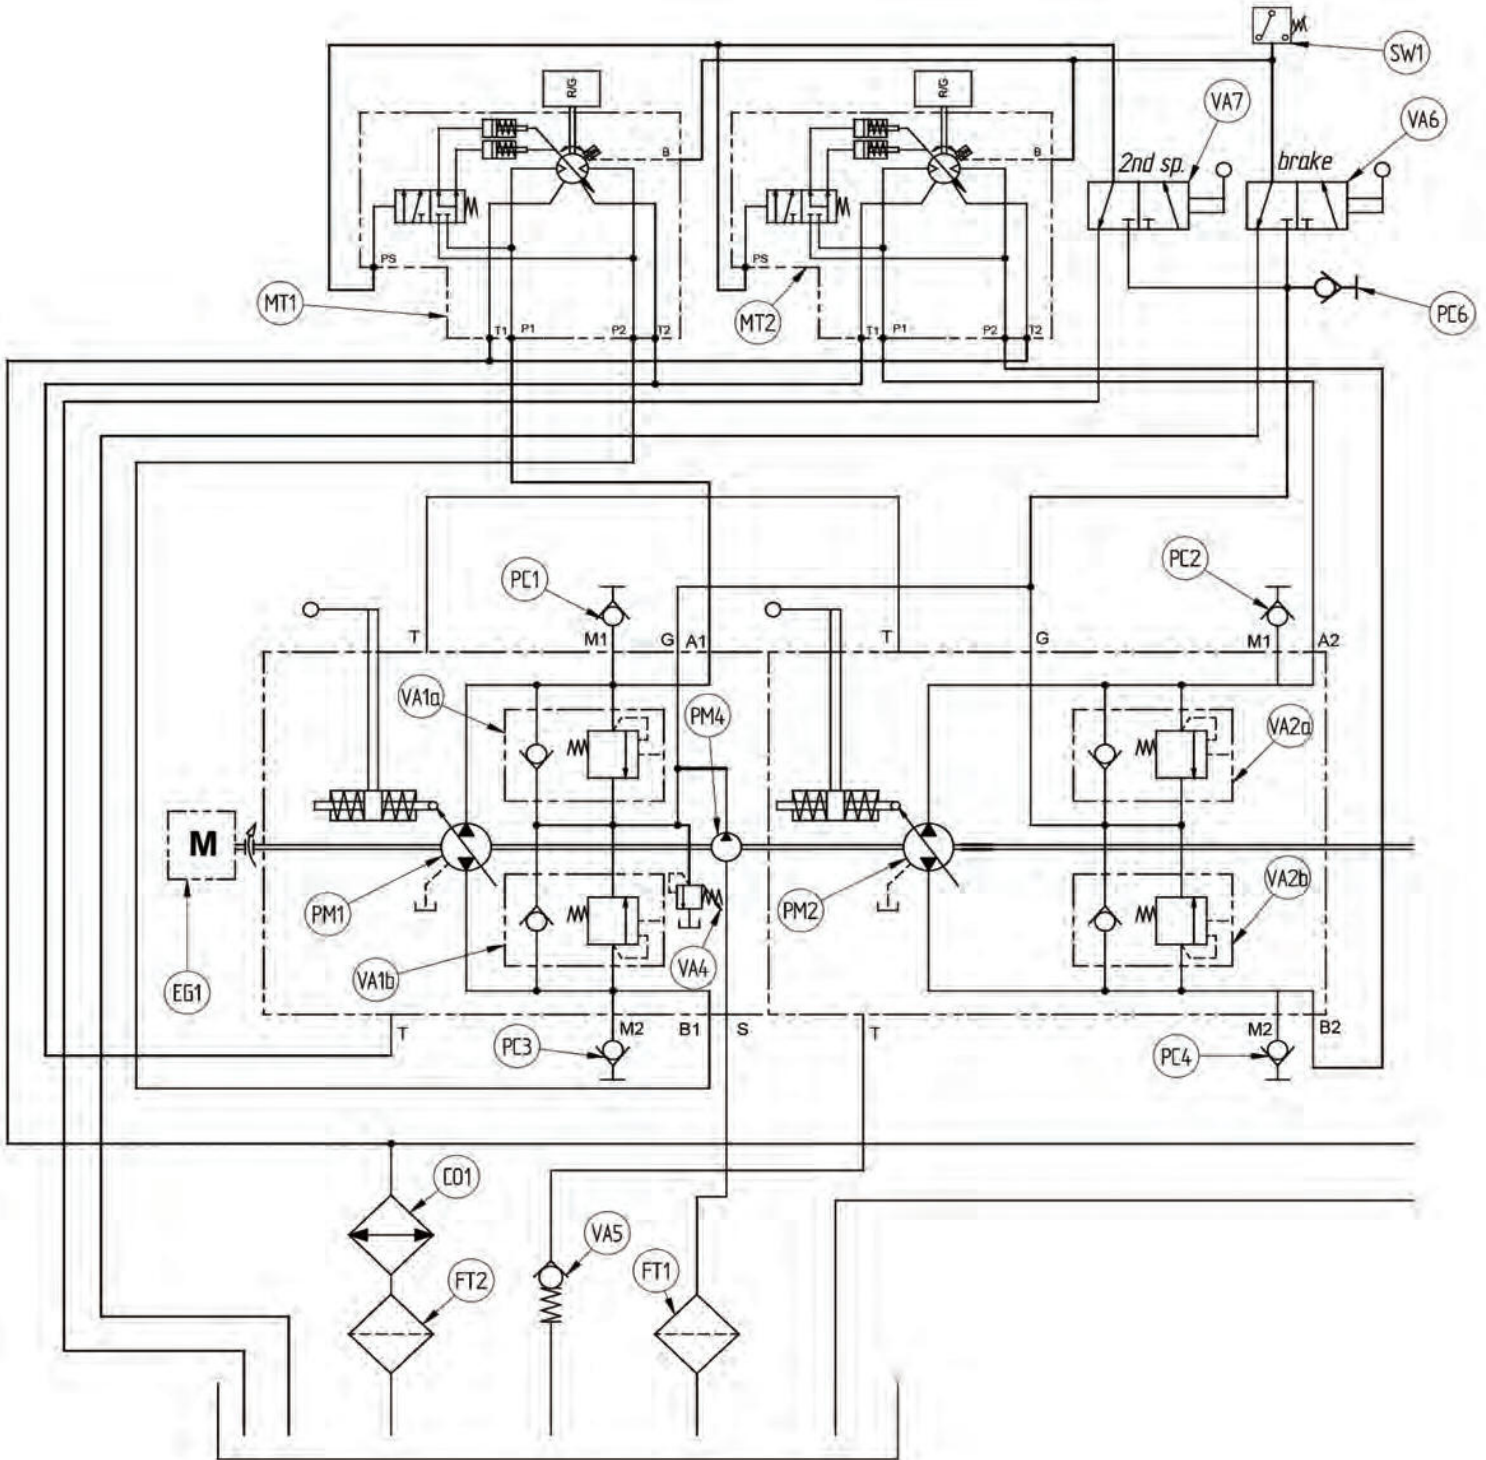 SW1
R/G
R/G
VA7
VA6
B
B
2nd sp.
brake
PS
PS
MT1
MT2
PC6
T1
P1
P2
T2
T1
P1
P2
T2
PC1
PC2
T
M1
G
A1
T
G
M1
A2
VA1a
PM4
VA2a
M
PM1
PM2
VA2b
EG1
VA1b
VA4
T
M2
B1
S
T
M2
B2
PC3
PC4
CO1
VA5
FT2
FT1